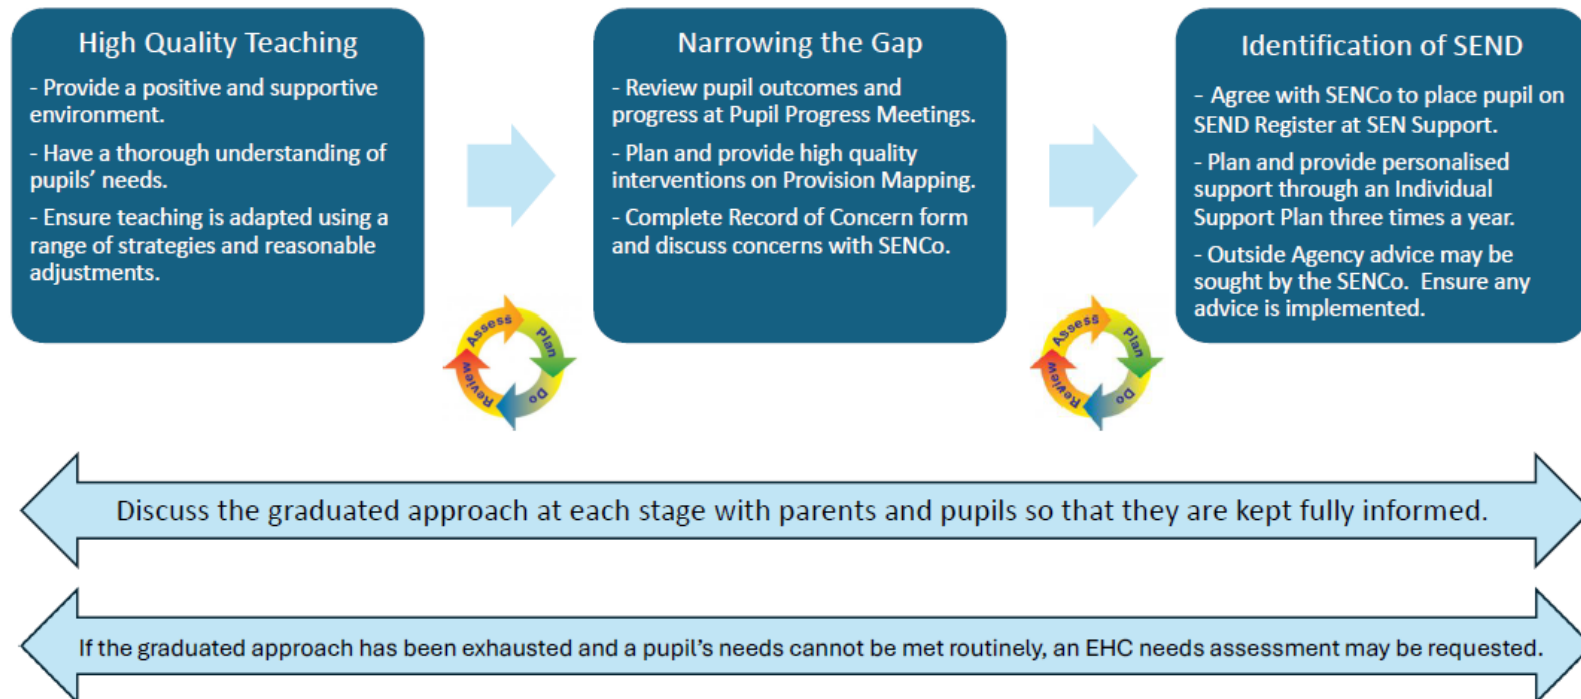 High Quality Teaching
- Provide a positive and supportive
environment.
- Have a thorough understanding of
pupils' needs.
- Ensure teaching is adapted using a
range of strategies and reasonable
adjustments.
Narrowing the Gap
- Review pupil outcomes and
progress at Pupil Progress Meetings.
- Plan and provide high quality
interventions on Provision Mapping.
- Complete Record of Concern form
and discuss concerns with SENCo.
Identification of SEND
- Agree with SENCo to place pupil on
SEND Register at SEN Support.
- Plan and provide personalised
support through an Individual
Support Plan three times a year.
- Outside Agency advice may be
sought by the SENCo.  Ensure any
advice is implemented.
Assess
Plan
Do
Review
Assess
Plan
Do
Review
Discuss the graduated approach at each stage with parents and pupils so that they are kept fully informed.
If the graduated approach has been exhausted and a pupil's needs cannot be met routinely, an EHC needs assessment may be requested.